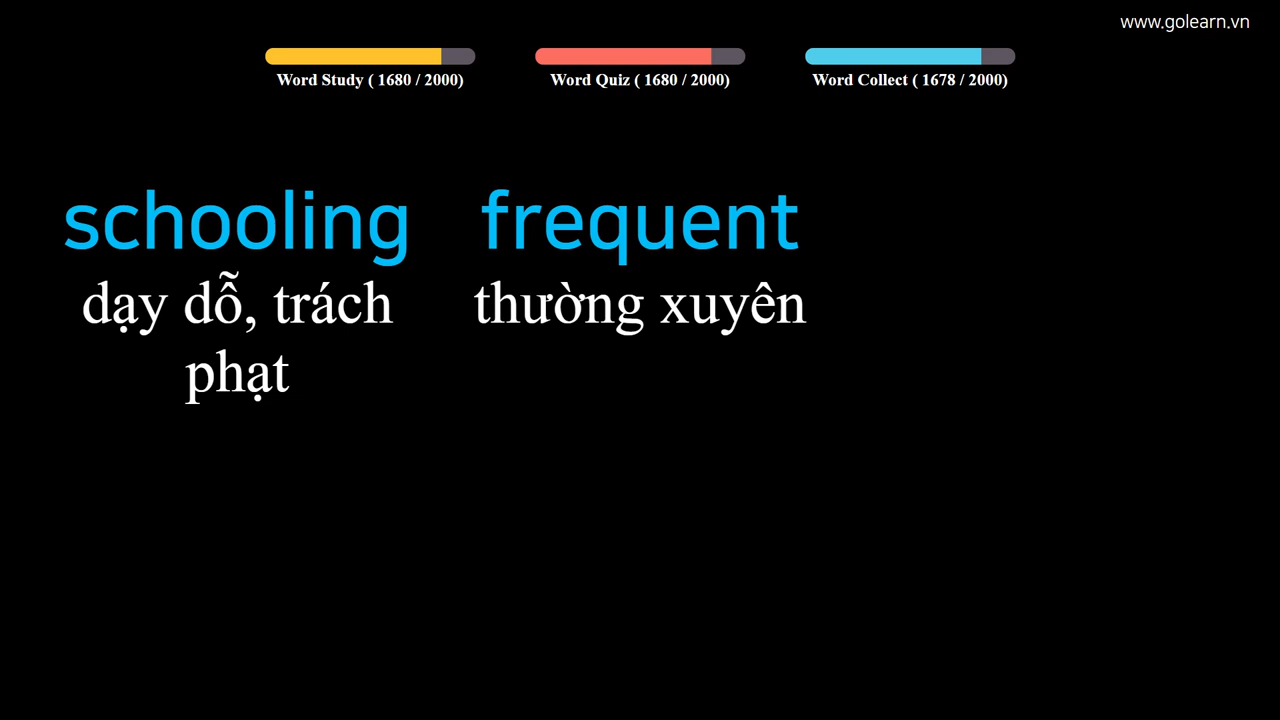 www.golearn.vn
Word Study ( 1680 / 2000)
Word Quiz ( 1680 / 2000)
Word Collect ( 1678 / 2000)
schooling
dạy dỗ, trách
phạt
frequent
thường xuyên